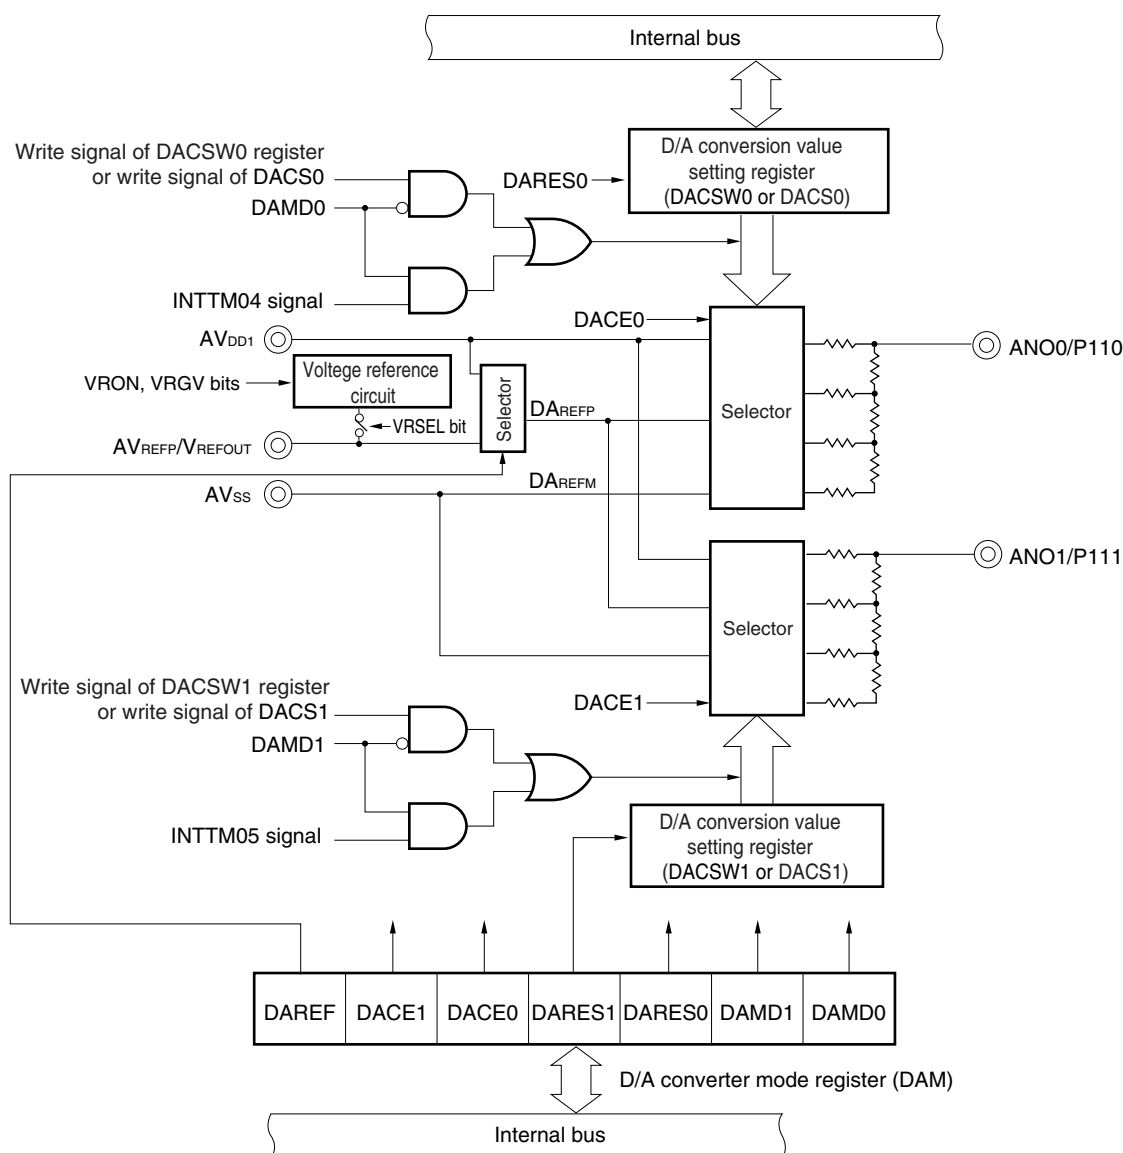 Internal bus
D/A conversion value
setting register
(DACSW0 or DACS0)
Write signal of DACSW0 register
or write signal of DACS0
DARES0
DAMD0
INTTM04 signal
DACE0
AVDD1
ANO0/P110
Voltege reference
circuit
VRON, VRGV bits
Selector
DAREFP
Selector
VRSEL bit
AVREFP/VREFOUT
DAREFM
AVSS
ANO1/P111
Selector
Write signal of DACSW1 register
or write signal of DACS1
DACE1
DAMD1
INTTM05 signal
D/A conversion value
setting register
(DACSW1 or DACS1)
DAREF DACE1 DACE0 DARES1 DARES0 DAMD1 DAMD0
D/A converter mode register (DAM)
Internal bus